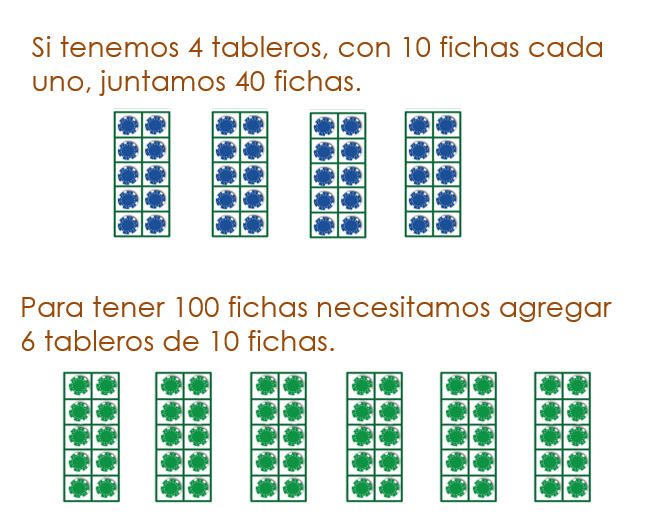 Si tenemos 4 tableros, con 10 fichas cada
uno, juntamos 40 fichas.
Para tener 100 fichas necesitamos agregar
6 tableros de 10 fichas.